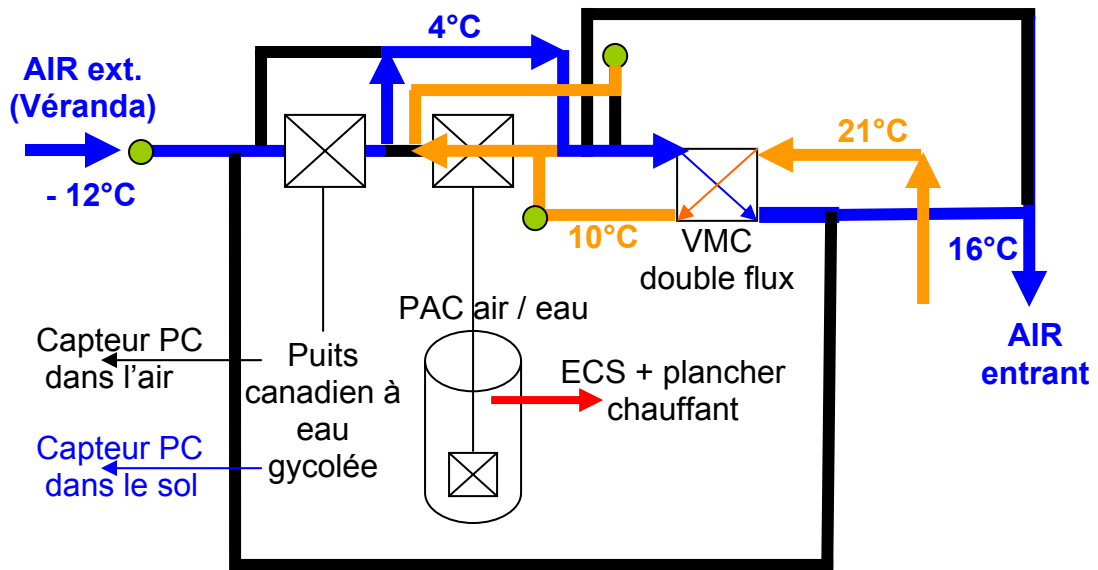 4°C
AIR ext.
(Véranda)
- 12°C
21°C
10°C
VMC
double flux
16°C
PAC air / eau
AIR
entrant
Capteur PC
dans l'air
Puits
canadien à
eau
gycolée
ECS + plancher
chauffant
Capteur PC
dans le sol